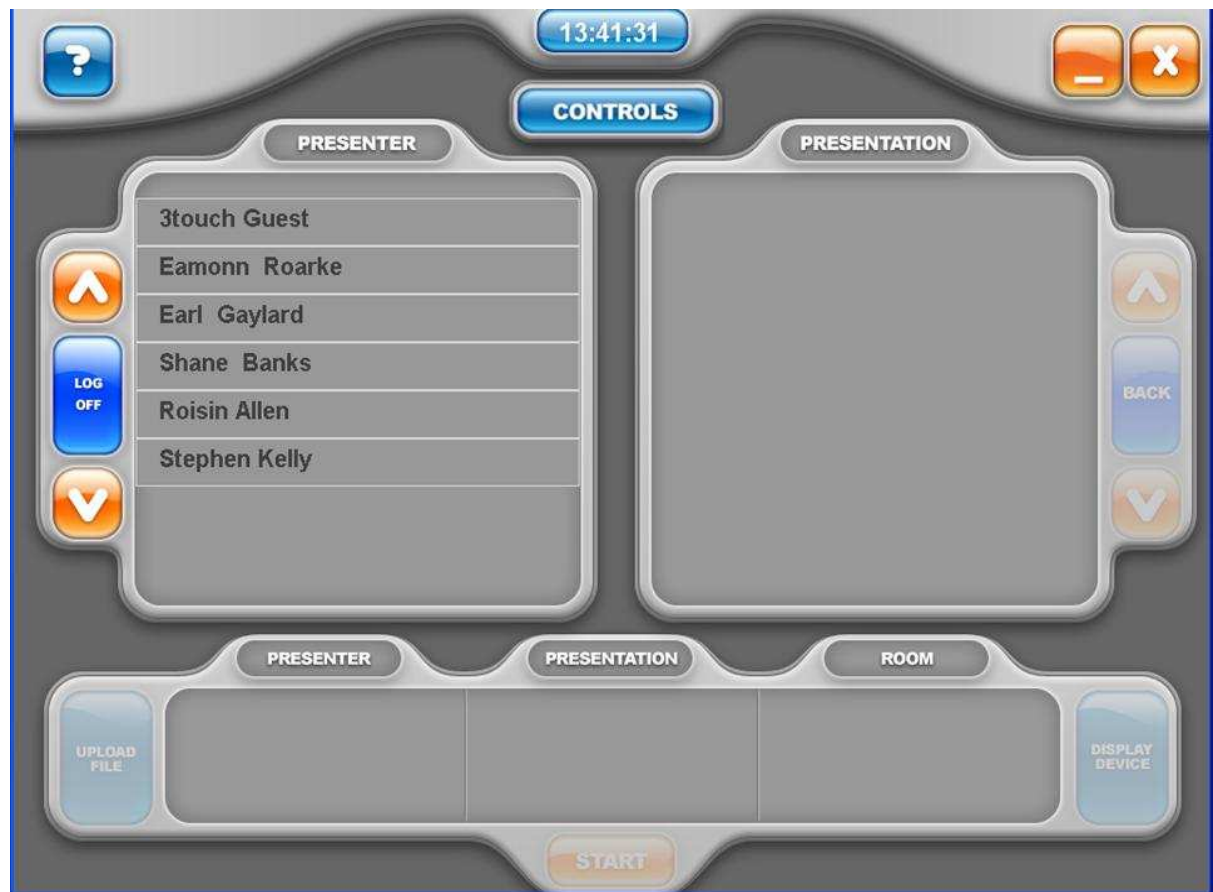 ?
13:41:31
CONTROLS
PRESENTER
PRESENTATION
3touch Guest
Eamonn Roarke
Earl Gaylard
Shane Banks
Roisin Allen
Stephen Kelly
LOG
OFF
BACK
PRESENTER
PRESENTATION
ROOM
UPLOAD
FILE
DISPLAY
DEVICE
START